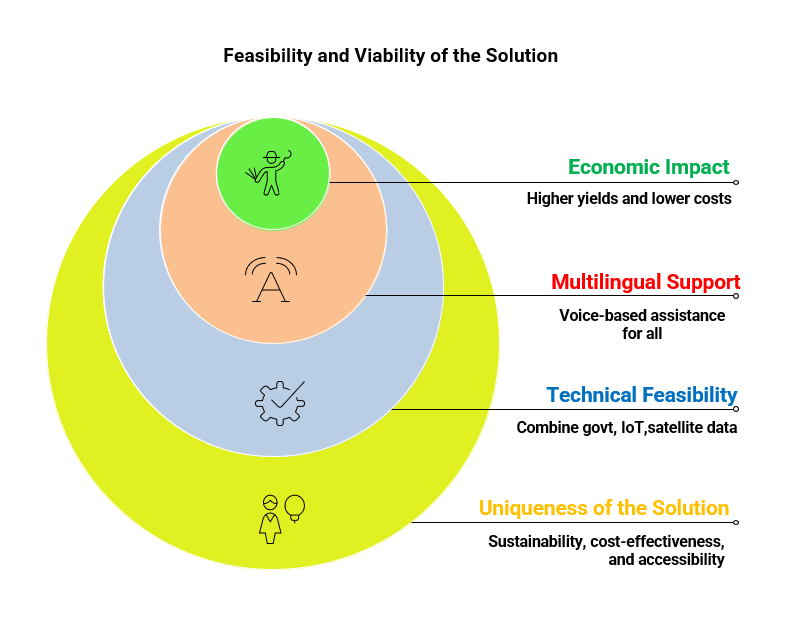 Feasibility and Viability of the Solution
Economic Impact
Higher yields and lower costs
Multilingual Support
Voice-based assistance
for all
Technical Feasibility
Combine govt, IoT,satellite data
Uniqueness of the Solution
Sustainability, cost-effectiveness,
and accessibility